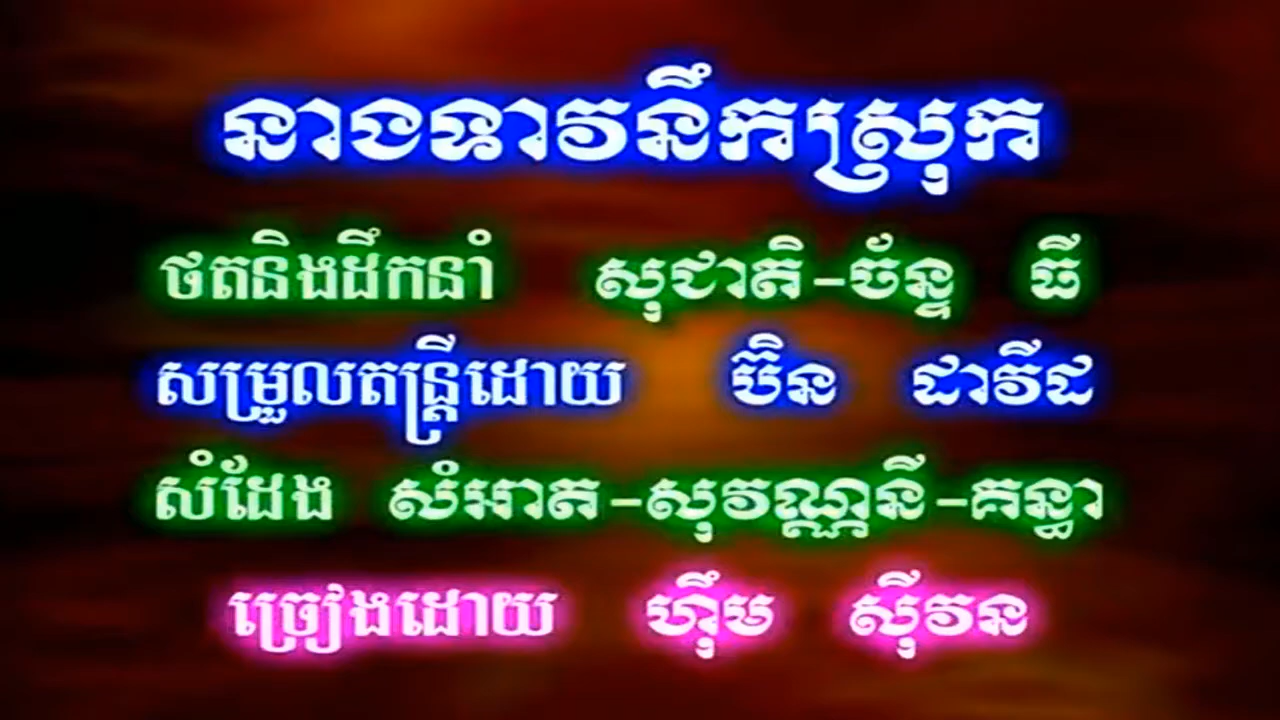 នាងទាវនឹកស្រុក
ថតនិងដឹកនាំ សុជាតិ-ច័ន្ទ ធី
សម្រួលតន្ត្រីដោយ ប៊ិន ដាវីដ
សំដែង សំអាត-សុវណ្ណនី-គន្ធា
ច្រៀងដោយ ហ៊ឹម ស៊ីវន